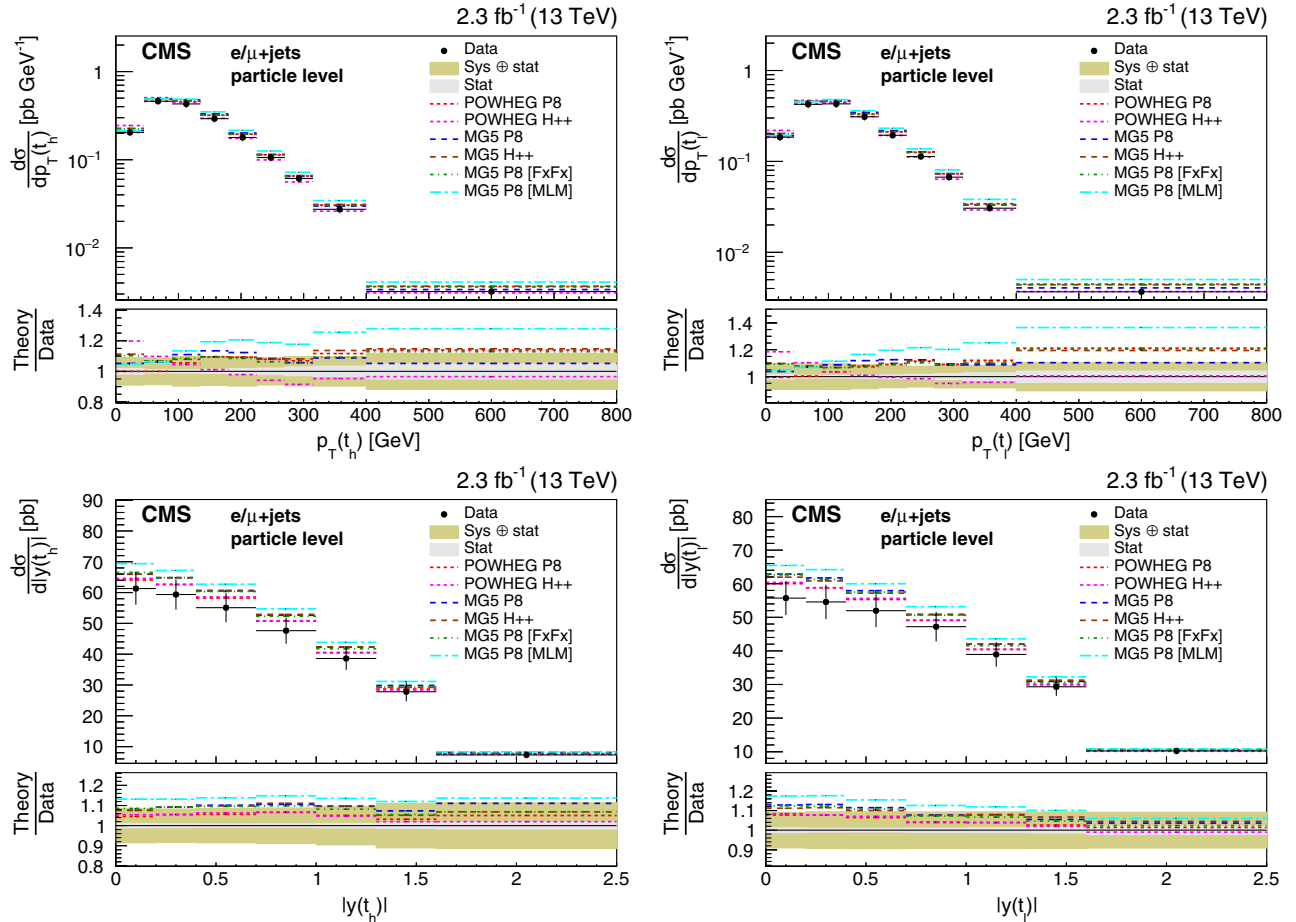 2.3 fb⁻¹ (13 TeV)
CMS e/μ+jets
particle level
Data
Sys ⊕ stat
Stat
POWHEG P8
POWHEG H++
MG5 P8
MG5 H++
MG5 P8 [FxFx]
MG5 P8 [MLM]
dσ/dp_T(t_h) [pb GeV⁻¹]
1
10⁻¹
10⁻²
Theory/Data
1.4
1.2
1
0.8
0 100 200 300 400 500 600 700 800
p_T(t_h) [GeV]
2.3 fb⁻¹ (13 TeV)
CMS e/μ+jets
particle level
Data
Sys ⊕ stat
Stat
POWHEG P8
POWHEG H++
MG5 P8
MG5 H++
MG5 P8 [FxFx]
MG5 P8 [MLM]
dσ/dp_T(t_l) [pb GeV⁻¹]
1
10⁻¹
10⁻²
Theory/Data
1.4
1.2
1
0 100 200 300 400 500 600 700 800
p_T(t_l) [GeV]
2.3 fb⁻¹ (13 TeV)
CMS e/μ+jets
particle level
Data
Sys ⊕ stat
Stat
POWHEG P8
POWHEG H++
MG5 P8
MG5 H++
MG5 P8 [FxFx]
MG5 P8 [MLM]
dσ/d|y(t_h)| [pb]
90
80
70
60
50
40
30
20
10
Theory/Data
1.2
1.1
1
0.9
0.8
0 0.5 1 1.5 2 2.5
|y(t_h)|
2.3 fb⁻¹ (13 TeV)
CMS e/μ+jets
particle level
Data
Sys ⊕ stat
Stat
POWHEG P8
POWHEG H++
MG5 P8
MG5 H++
MG5 P8 [FxFx]
MG5 P8 [MLM]
dσ/d|y(t_l)| [pb]
80
70
60
50
40
30
20
10
Theory/Data
1.2
1.1
1
0.9
0 0.5 1 1.5 2 2.5
|y(t_l)|